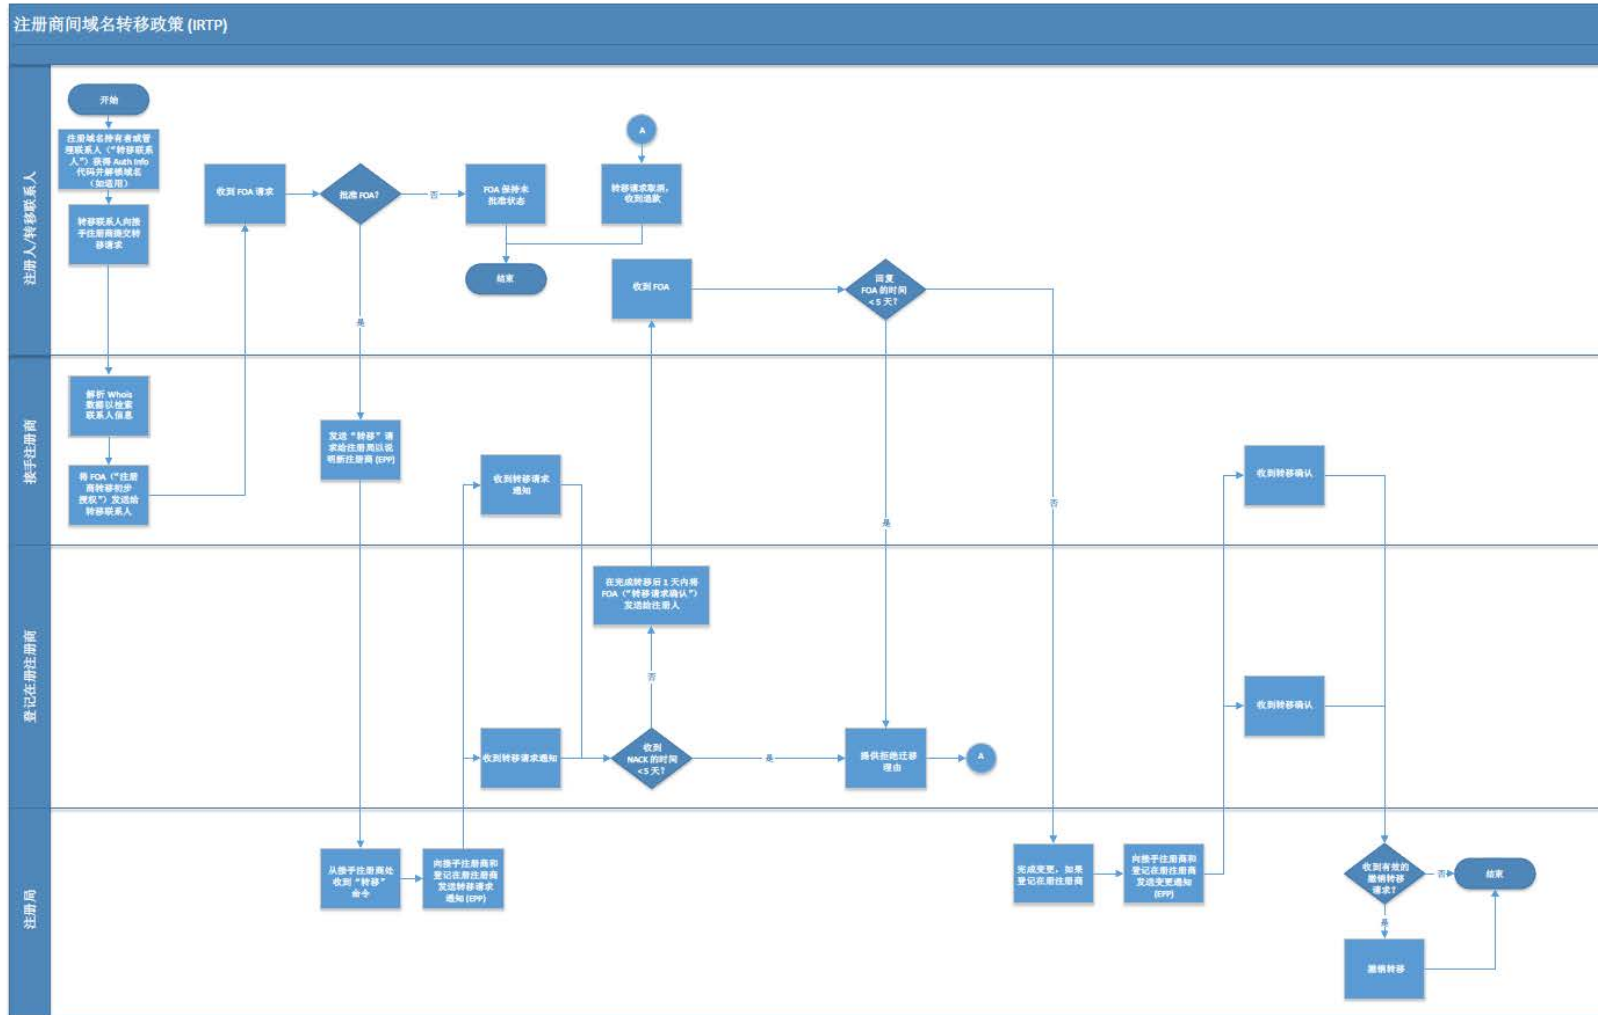 注册商间域名转移政策 (IRTP)
注册人/转移联系人
开始
注册域名持有者或管
理联系人（“转移联系
人”）获得 Auth Info
代码并解锁域名
（如适用）
转移联系人向接
手注册商提交转
移请求
收到 FOA 请求
批准 FOA?
否
是
FOA 保持未
批准状态
A
转移请求取消，
收到退款
结束
收到 FOA
回复
FOA 的时间
< 5 天？
否
是
接手注册商
解析 Whois
数据以检索
联系人信息
将 FOA（“注册
商转移初步
授权”）发送给
转移联系人
发送“转移”请
求给注册局以说
明新注册商 (EPP)
收到转移请求
通知
收到转移确认
登记在册注册商
在完成转移后 1 天内将
FOA（“转移请求确认”）
发送给注册人
否
收到转移请求通知
收到
NACK 的时间
<5 天？
是
提供拒绝迁移
理由
A
收到转移确认
注册局
从接手注册商处
收到“转移”
命令
向接手注册商和
登记在册注册商
发送转移请求
通知 (EPP)
完成变更，如果
登记在册注册商
向接手注册商和
登记在册注册商
发送变更通知
(EPP)
收到有效的
撤销转移
请求？
否
结束
是
撤销转移